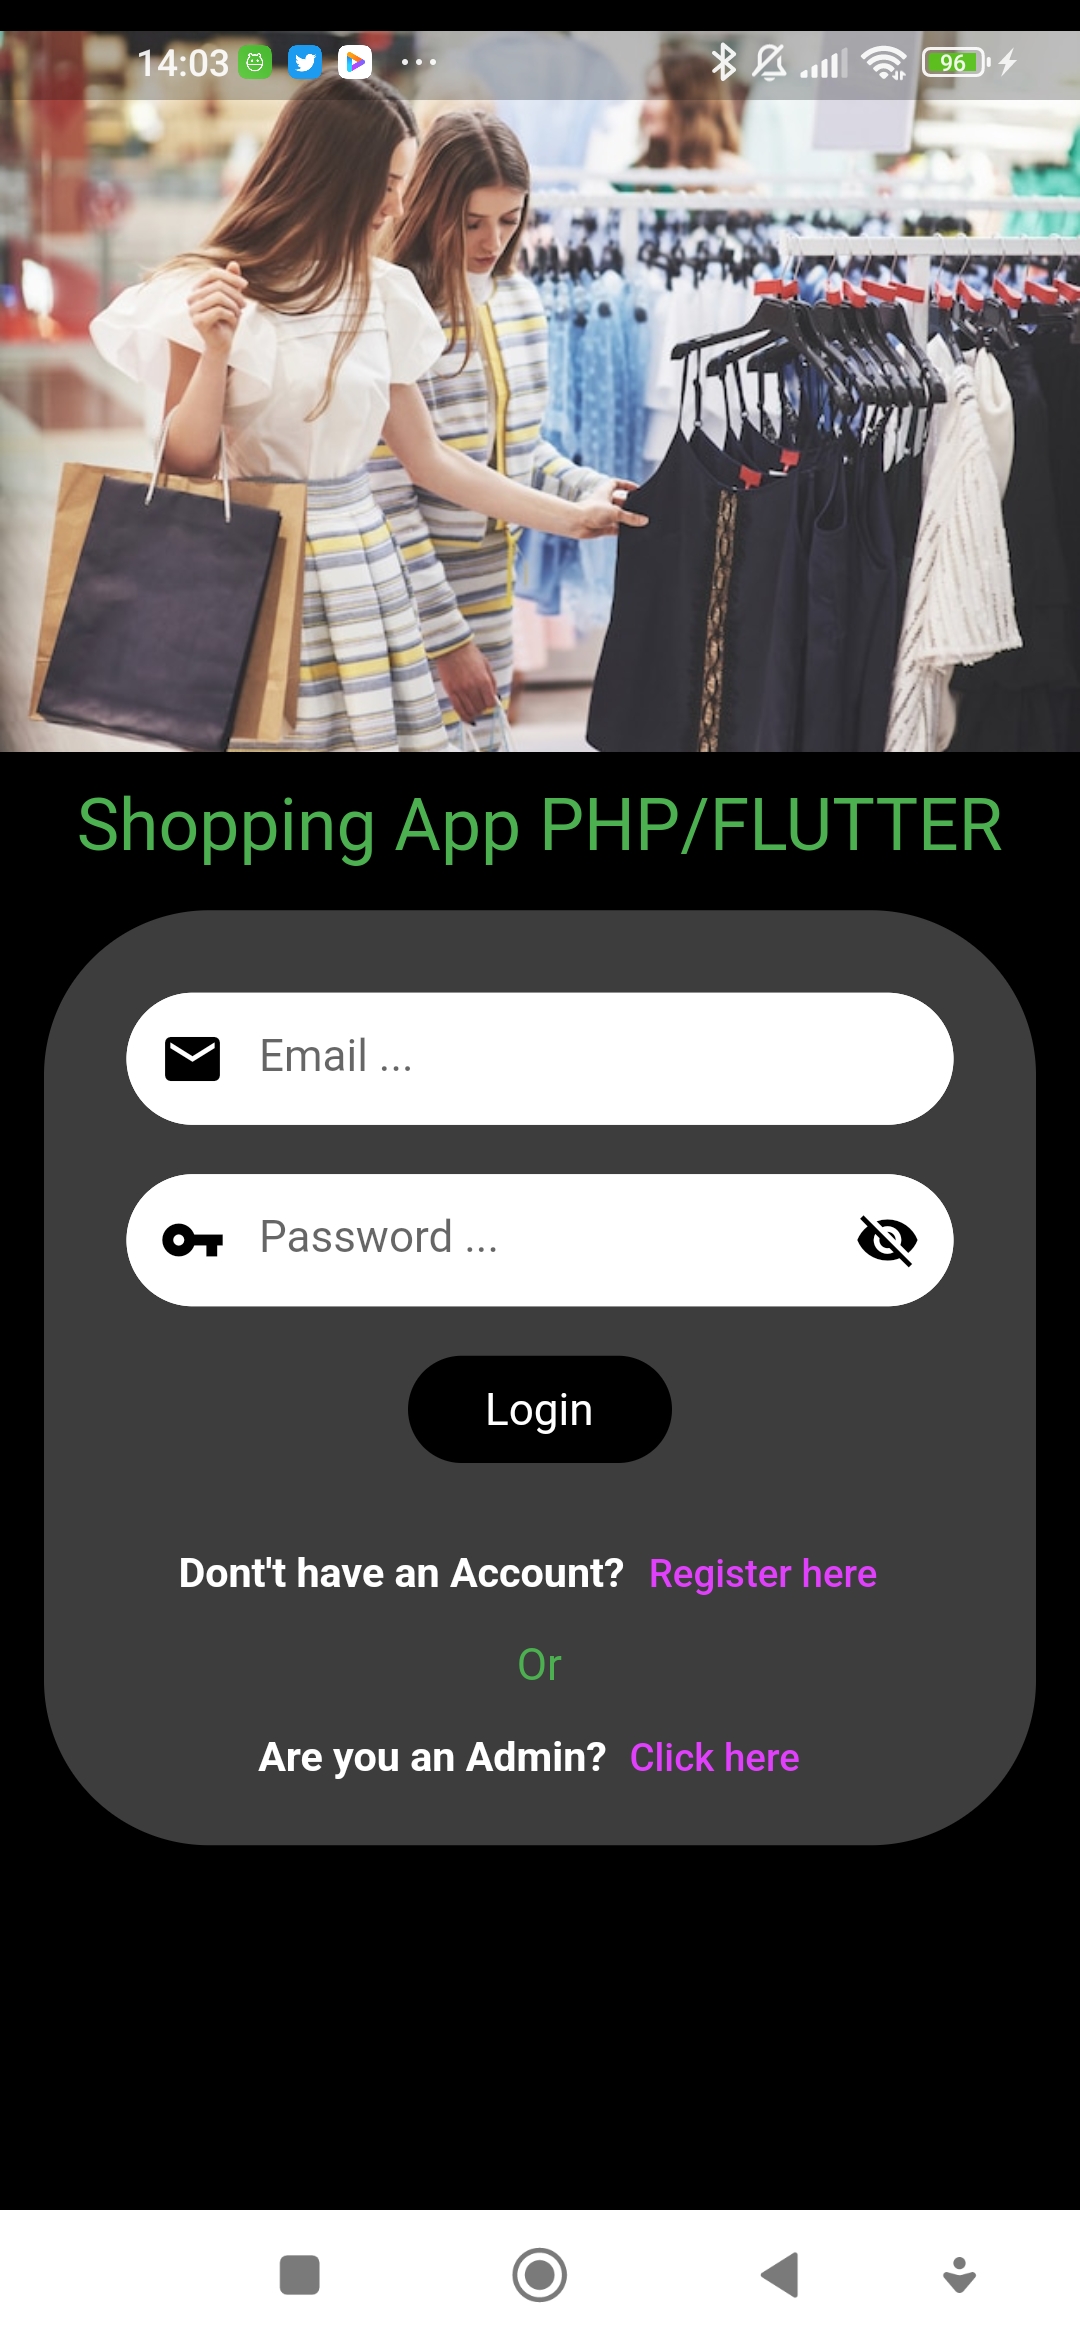 14:03 ... 96
Shopping App PHP/FLUTTER
Email ...
Password ...
Login
Dont't have an Account? Register here
Or
Are you an Admin? Click here